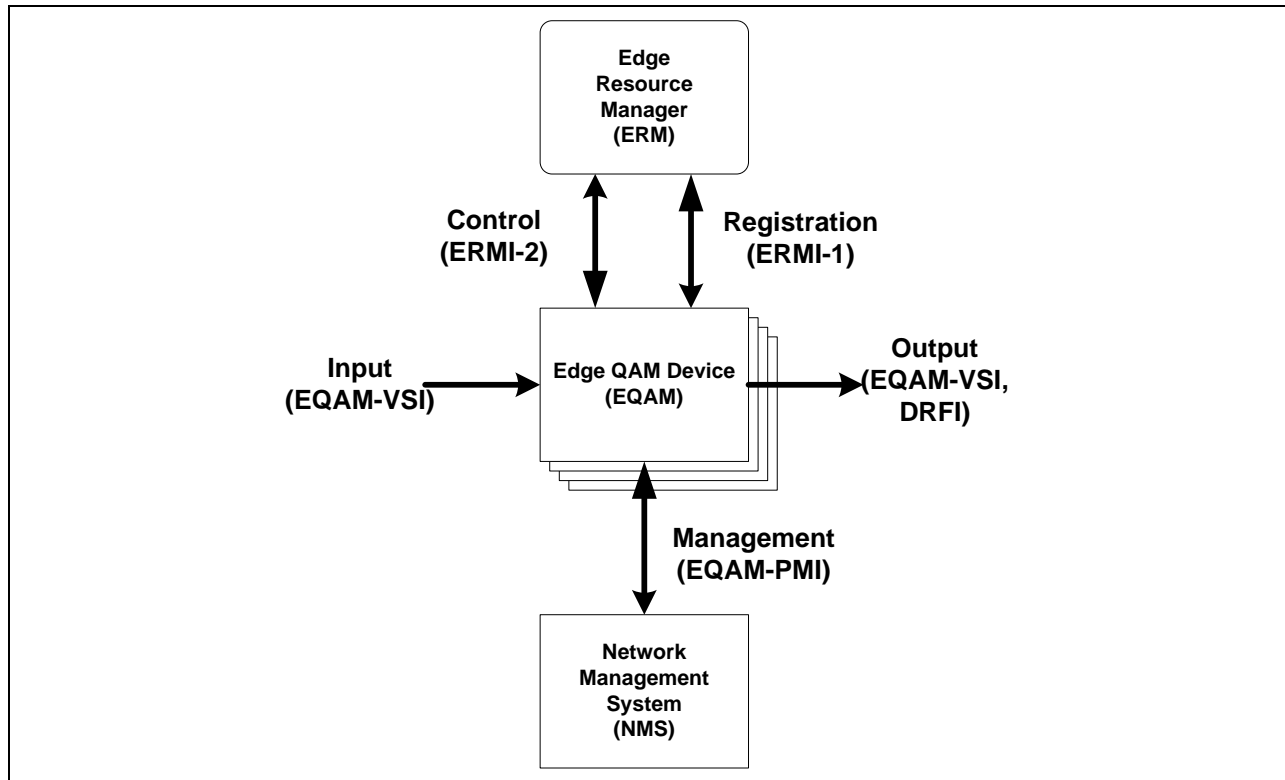 Edge
Resource
Manager
(ERM)
Control
(ERMI-2)
Registration
(ERMI-1)
Input
(EQAM-VSI)
Edge QAM Device
(EQAM)
Output
(EQAM-VSI,
DRFI)
Management
(EQAM-PMI)
Network
Management
System
(NMS)